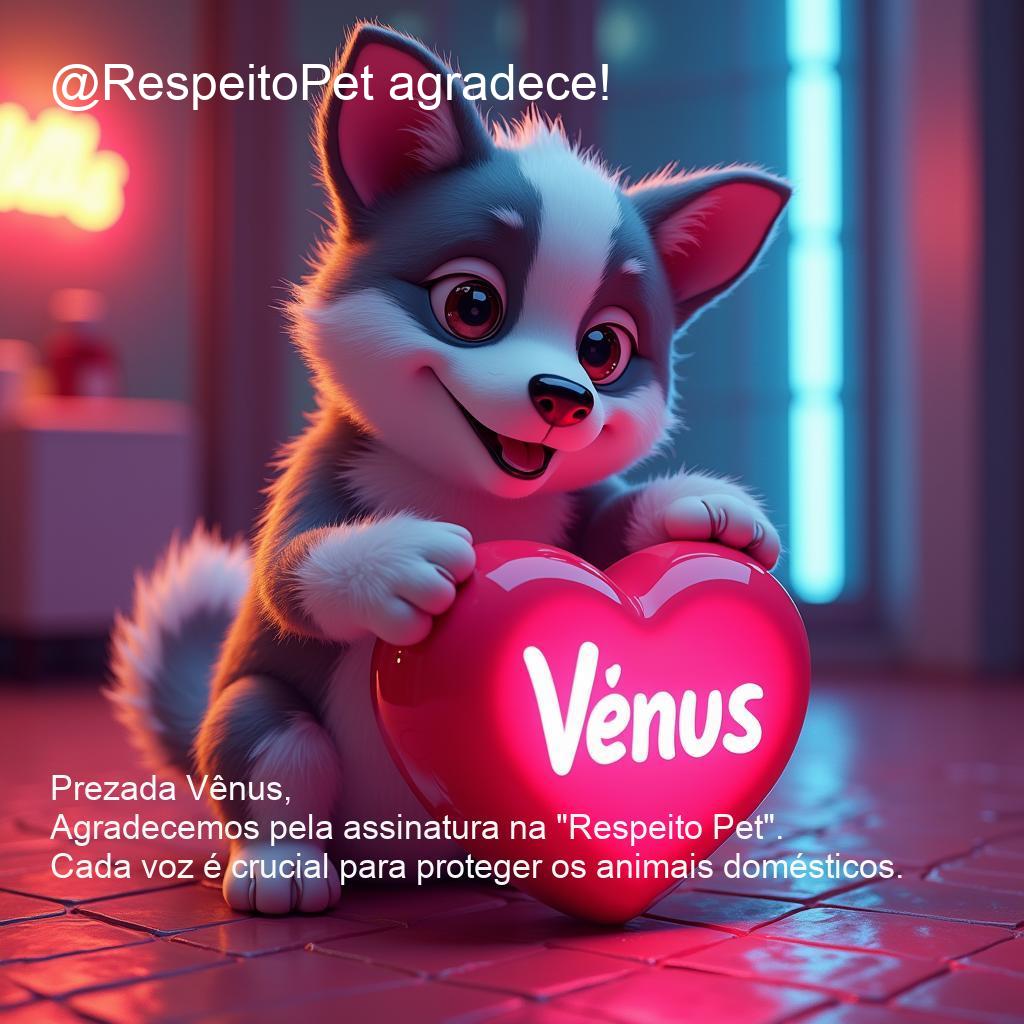 @RespeitoPet agradece!
Vénus
Prezada Vênus,
Agradecemos pela assinatura na "Respeito Pet".
Cada voz é crucial para proteger os animais domésticos.